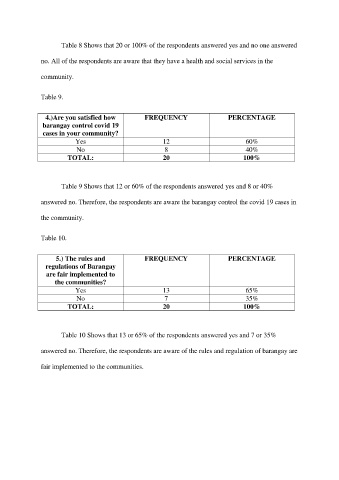 Table 8 Shows that 20 or 100% of the respondents answered yes and no one answered
no. All of the respondents are aware that they have a health and social services in the
community.
Table 9.
4.)Are you satisfied how FREQUENCY PERCENTAGE
barangay control covid 19
cases in your community?
Yes 12 60%
No 8 40%
TOTAL: 20 100%
Table 9 Shows that 12 or 60% of the respondents answered yes and 8 or 40%
answered no. Therefore, the respondents are aware the barangay control the covid 19 cases in
the community.
Table 10.
5.) The rules and FREQUENCY PERCENTAGE
regulations of Barangay
are fair implemented to
the communities?
Yes 13 65%
No 7 35%
TOTAL: 20 100%
Table 10 Shows that 13 or 65% of the respondents answered yes and 7 or 35%
answered no. Therefore, the respondents are aware of the rules and regulation of barangay are
fair implemented to the communities.